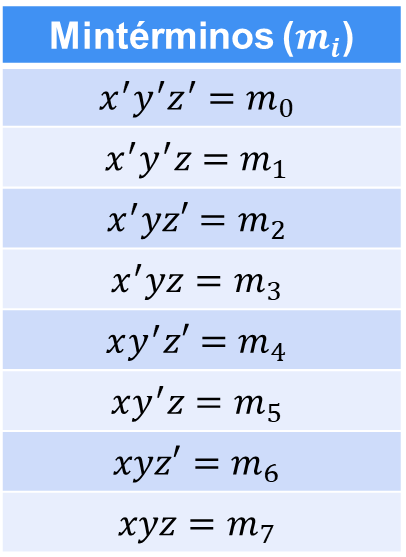 Mintérminos (mᵢ)
x′y′z′ = m₀
x′y′z = m₁
x′yz′ = m₂
x′yz = m₃
xy′z′ = m₄
xy′z = m₅
xyz′ = m₆
xyz = m₇